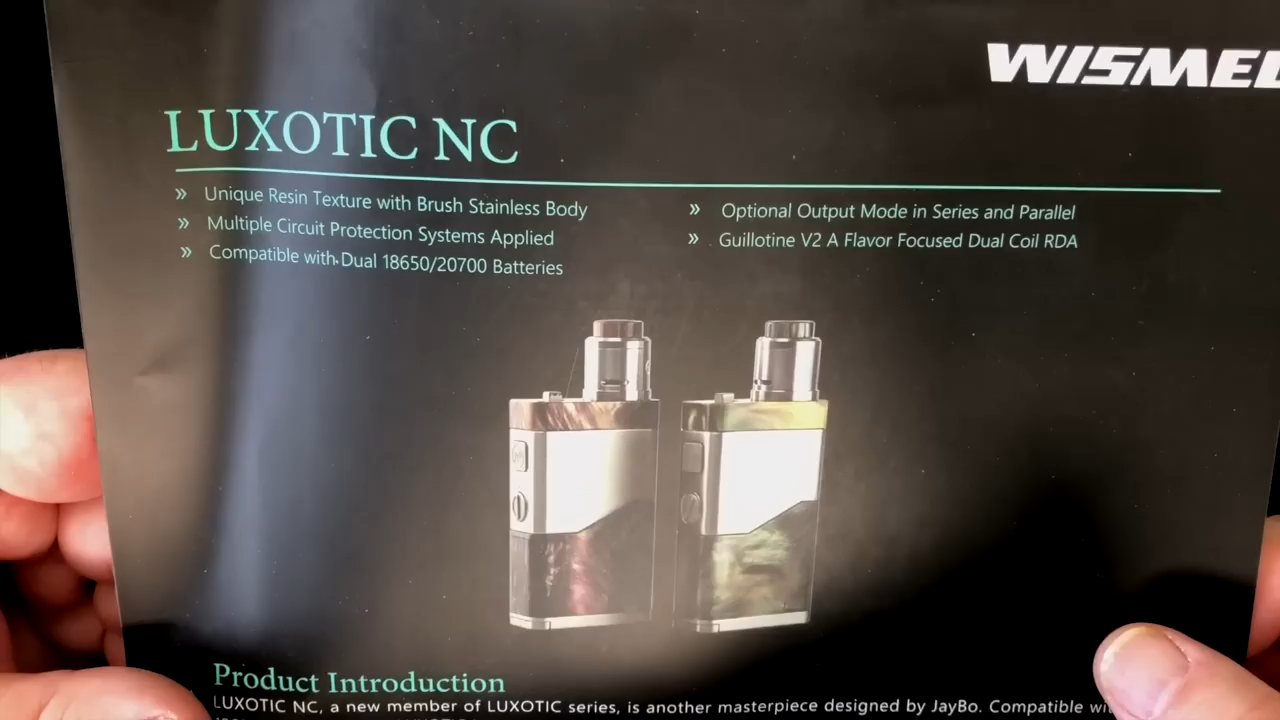 WISMEC
LUXOTIC NC
» Unique Resin Texture with Brush Stainless Body
» Multiple Circuit Protection Systems Applied
» Compatible with Dual 18650/20700 Batteries
» Optional Output Mode in Series and Parallel
» Guillotine V2 A Flavor Focused Dual Coil RDA
Product Introduction
LUXOTIC NC, a new member of LUXOTIC series, is another masterpiece designed by JayBo. Compatible